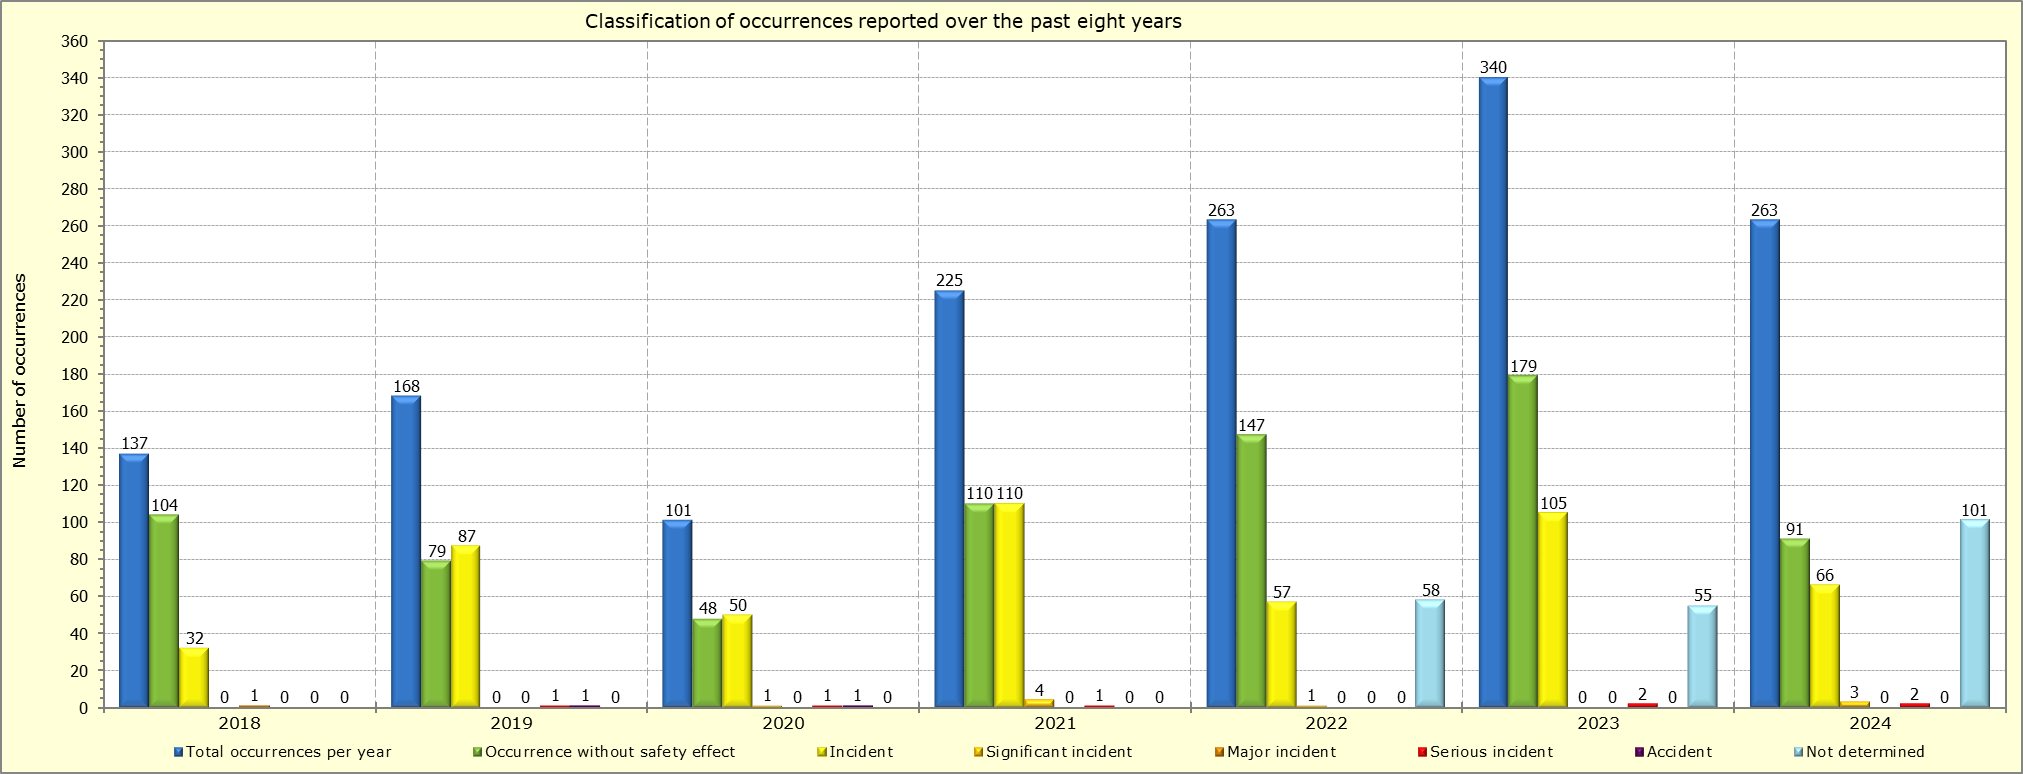 Classification of occurrences reported over the past eight years
Number of occurrences
360
340
320
300
280
260
240
220
200
180
160
140
120
100
80
60
40
20
0
137 104 32 0 1 0 0 0
168 79 87 0 0 1 1 0
101 48 50 1 0 1 1 0
225 110 110 4 0 1 0 0
263 147 57 1 0 0 0 58
340 179 105 0 0 2 0 55
263 91 66 3 0 2 0 101
2018 2019 2020 2021 2022 2023 2024
Total occurrences per year Occurrence without safety effect Incident Significant incident Major incident Serious incident Accident Not determined